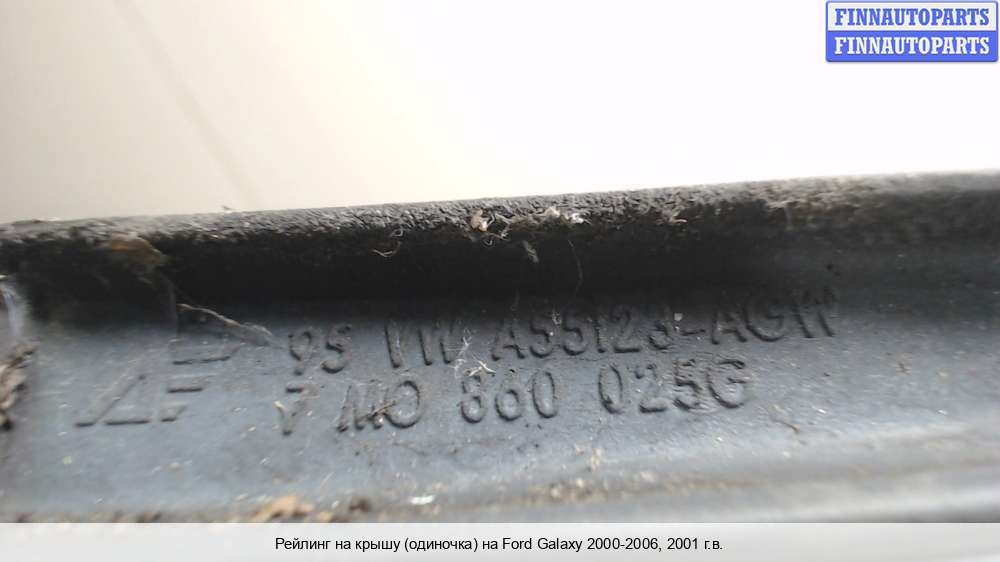 FINNAUTOPARTS
FINNAUTOPARTS
95 VW A55123-AGW
7 MO 860 025G
Рейлинг на крышу (одиночка) на Ford Galaxy 2000-2006, 2001 г.в.